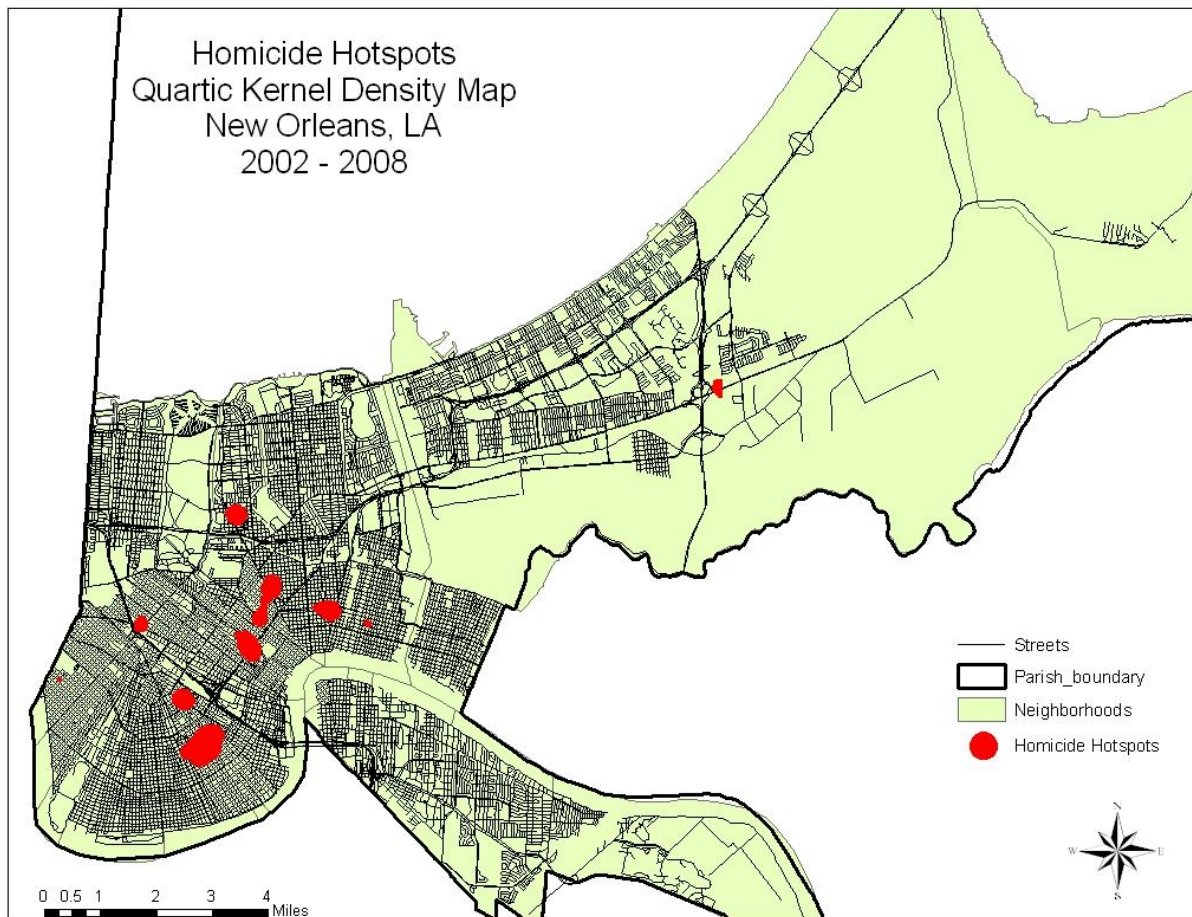 Homicide Hotspots
Quartic Kernel Density Map
New Orleans, LA
2002 - 2008
Streets
Parish_boundary
Neighborhoods
Homicide Hotspots
N
W E
S
0 0.5 1 2 3 4
Miles